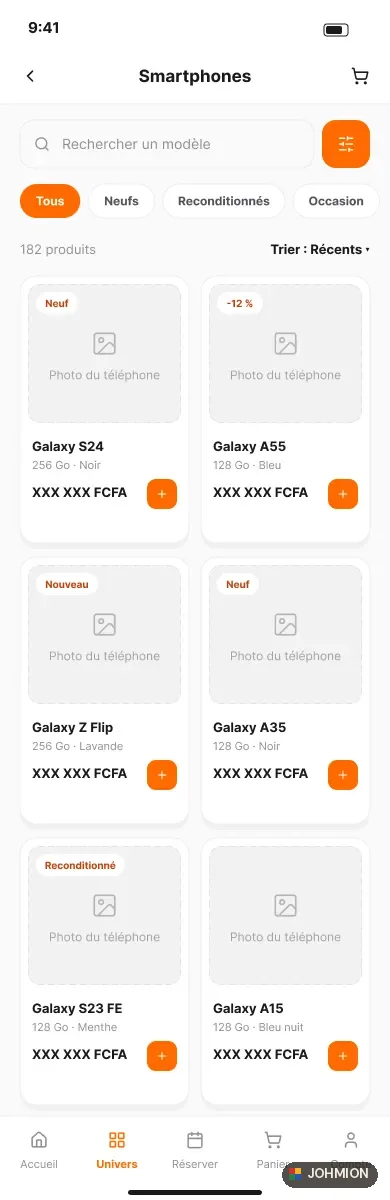 9:41
Smartphones
Rechercher un modèle
Tous Neufs Reconditionnés Occasion
182 produits Trier : Récents
Neuf
Photo du téléphone
Galaxy S24
256 Go · Noir
XXX XXX FCFA
+
-12 %
Photo du téléphone
Galaxy A55
128 Go · Bleu
XXX XXX FCFA
+
Nouveau
Photo du téléphone
Galaxy Z Flip
256 Go · Lavande
XXX XXX FCFA
+
Neuf
Photo du téléphone
Galaxy A35
128 Go · Noir
XXX XXX FCFA
+
Reconditionné
Photo du téléphone
Galaxy S23 FE
128 Go · Menthe
XXX XXX FCFA
+
Photo du téléphone
Galaxy A15
128 Go · Bleu nuit
XXX XXX FCFA
+
Accueil Univers Réserver Panier
JOHMION